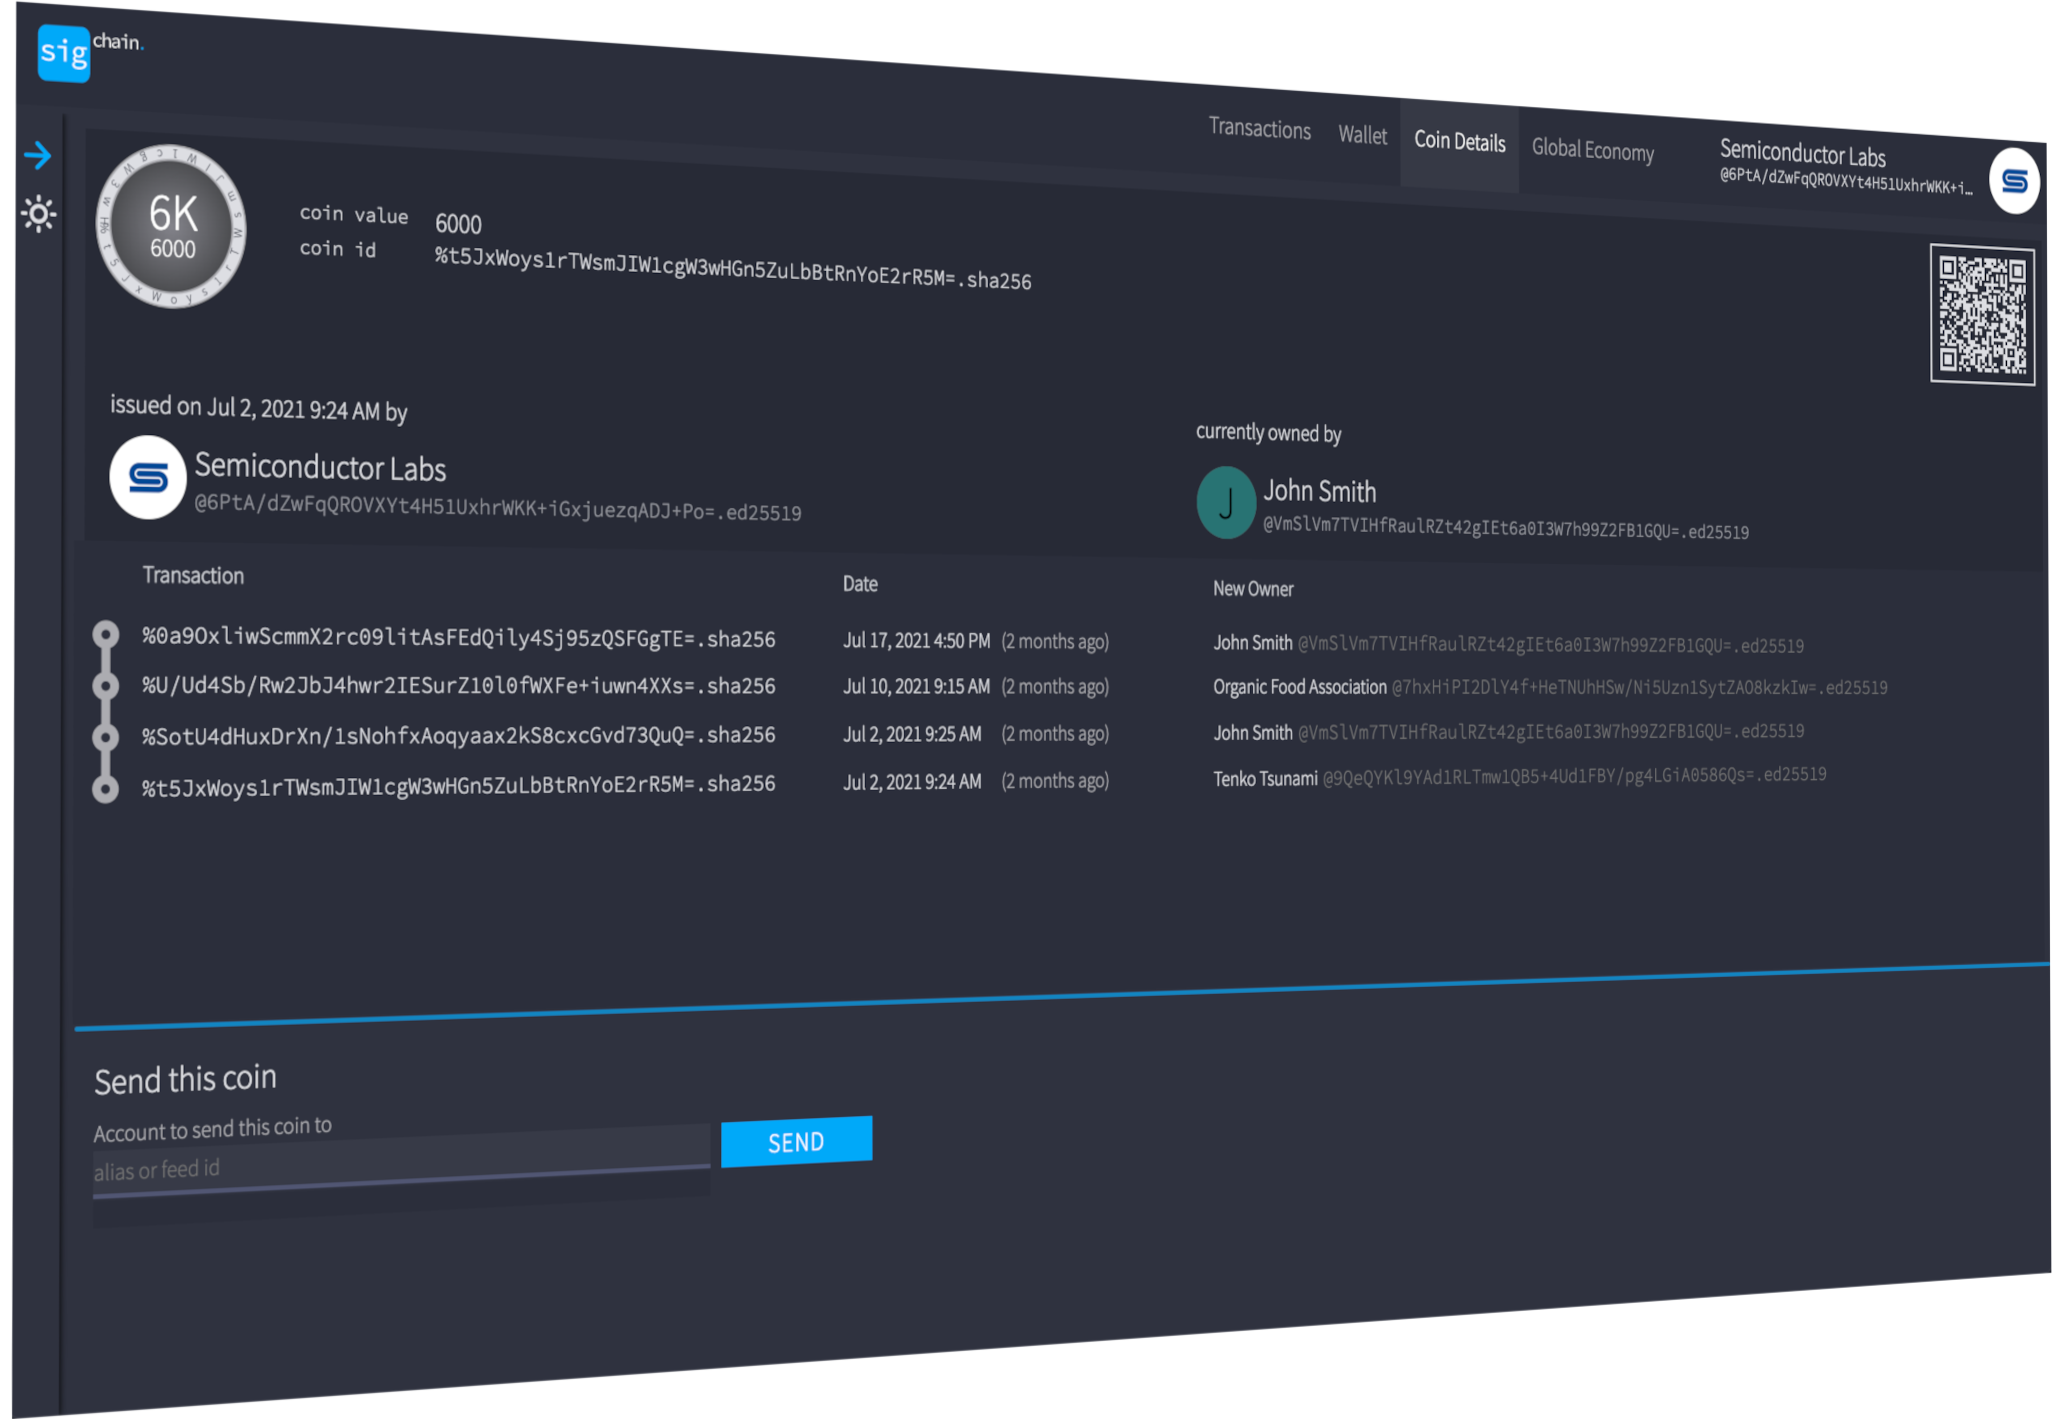 sig chain.
Transactions Wallet Coin Details Global Economy
Semiconductor Labs
@6PtA/dZwFqQROVXYt4H51UxhrWKK+i...
6K
6000
coin value 6000
coin id %t5JxWoys1rTWsmJIW1cgW3wHGn5ZuLbBtRnYoE2rR5M=.sha256
issued on Jul 2, 2021 9:24 AM by
Semiconductor Labs
@6PtA/dZwFqQROVXYt4H51UxhrWKK+iGxjuezqADJ+Po=.ed25519
currently owned by
J
John Smith
@VmSlVm7TVIHfRaulRZt42gIEt6a0I3W7h99Z2FB1GQU=.ed25519
Transaction Date New Owner
%0a9OxliwScmmX2rc09litAsFEdQily4Sj95zQSFGgTE=.sha256 Jul 17, 2021 4:50 PM (2 months ago) John Smith @VmSlVm7TVIHfRaulRZt42gIEt6a0I3W7h99Z2FB1GQU=.ed25519
%U/Ud4Sb/Rw2JbJ4hwr2IESurZ10l0fWXFe+iuwn4XXs=.sha256 Jul 10, 2021 9:15 AM (2 months ago) Organic Food Association @7hxHiPI2DlY4f+HeTNUhHSw/Ni5Uzn1SytZAO8kzkIw=.ed25519
%SotU4dHuxDrXn/1sNohfxAoqyaax2kS8cxcGvd73QuQ=.sha256 Jul 2, 2021 9:25 AM (2 months ago) John Smith @VmSlVm7TVIHfRaulRZt42gIEt6a0I3W7h99Z2FB1GQU=.ed25519
%t5JxWoys1rTWsmJIW1cgW3wHGn5ZuLbBtRnYoE2rR5M=.sha256 Jul 2, 2021 9:24 AM (2 months ago) Tenko Tsunami @9QeQYKl9YAd1RLTmw1QB5+4Ud1FBY/pg4LGiA0586Qs=.ed25519
Send this coin
Account to send this coin to
alias or feed id
SEND